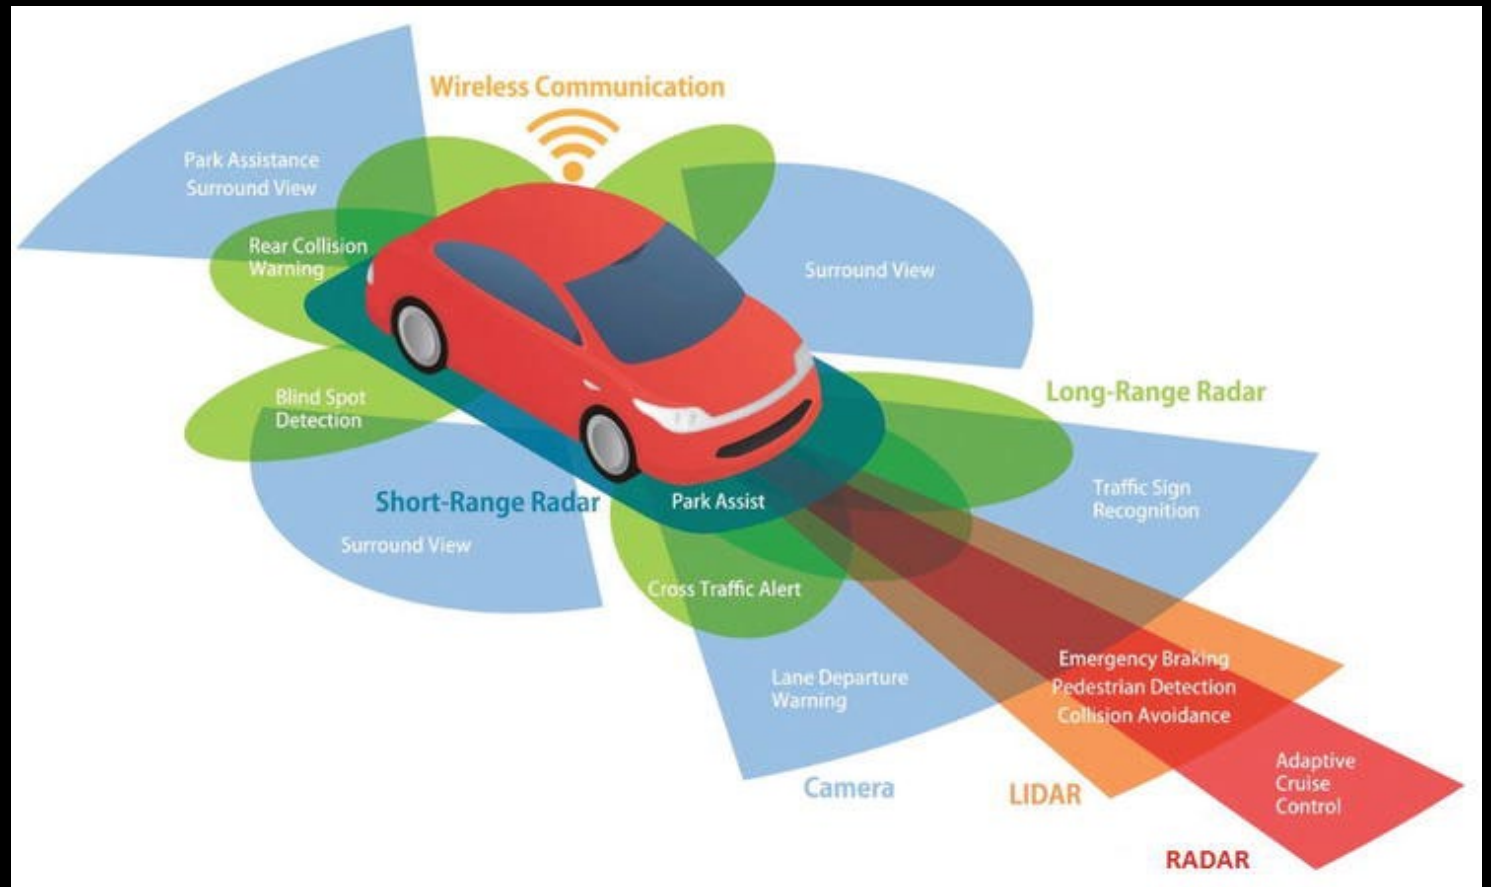 Wireless Communication
Park Assistance
Surround View
Rear Collision
Warning
Surround View
Blind Spot
Detection
Long-Range Radar
Short-Range Radar
Park Assist
Traffic Sign
Recognition
Surround View
Cross Traffic Alert
Lane Departure
Warning
Emergency Braking
Pedestrian Detection
Collision Avoidance
Camera
LIDAR
Adaptive
Cruise
Control
RADAR